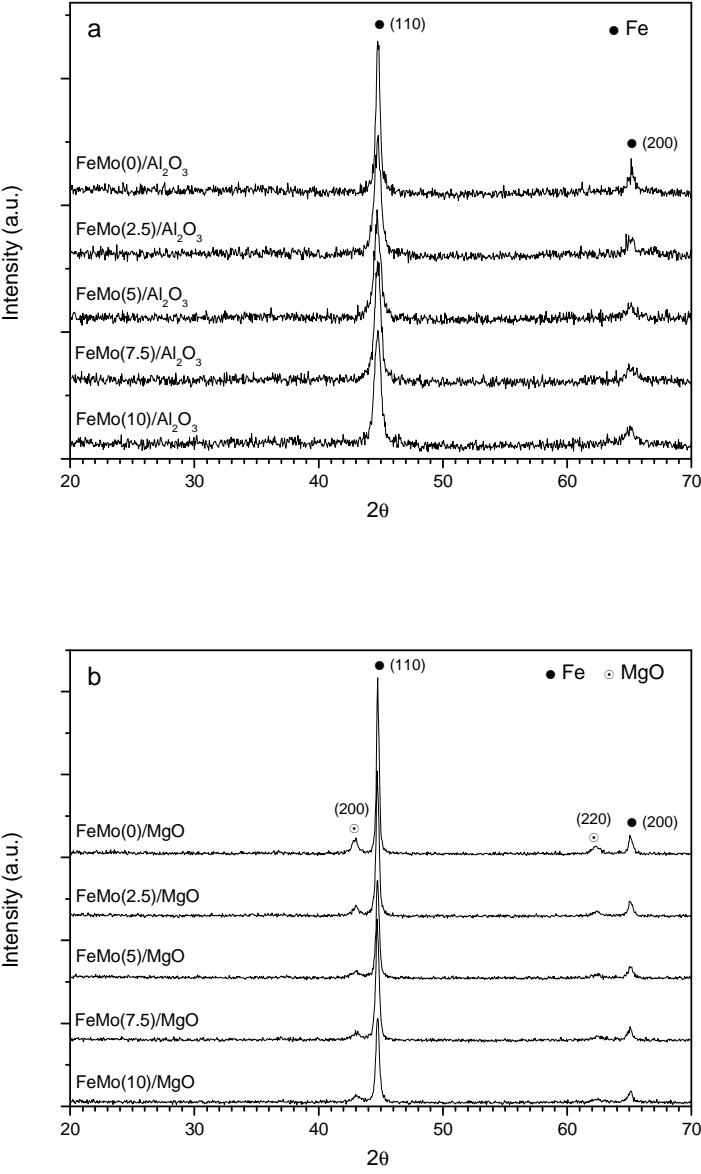 a
● (110)
● Fe
● (200)
FeMo(0)/Al₂O₃
FeMo(2.5)/Al₂O₃
FeMo(5)/Al₂O₃
FeMo(7.5)/Al₂O₃
FeMo(10)/Al₂O₃
Intensity (a.u.)
20 30 40 50 60 70
2θ
b
● (110)
● Fe ☉ MgO
(200)
(220)
● (200)
FeMo(0)/MgO
FeMo(2.5)/MgO
FeMo(5)/MgO
FeMo(7.5)/MgO
FeMo(10)/MgO
Intensity (a.u.)
20 30 40 50 60 70
2θ